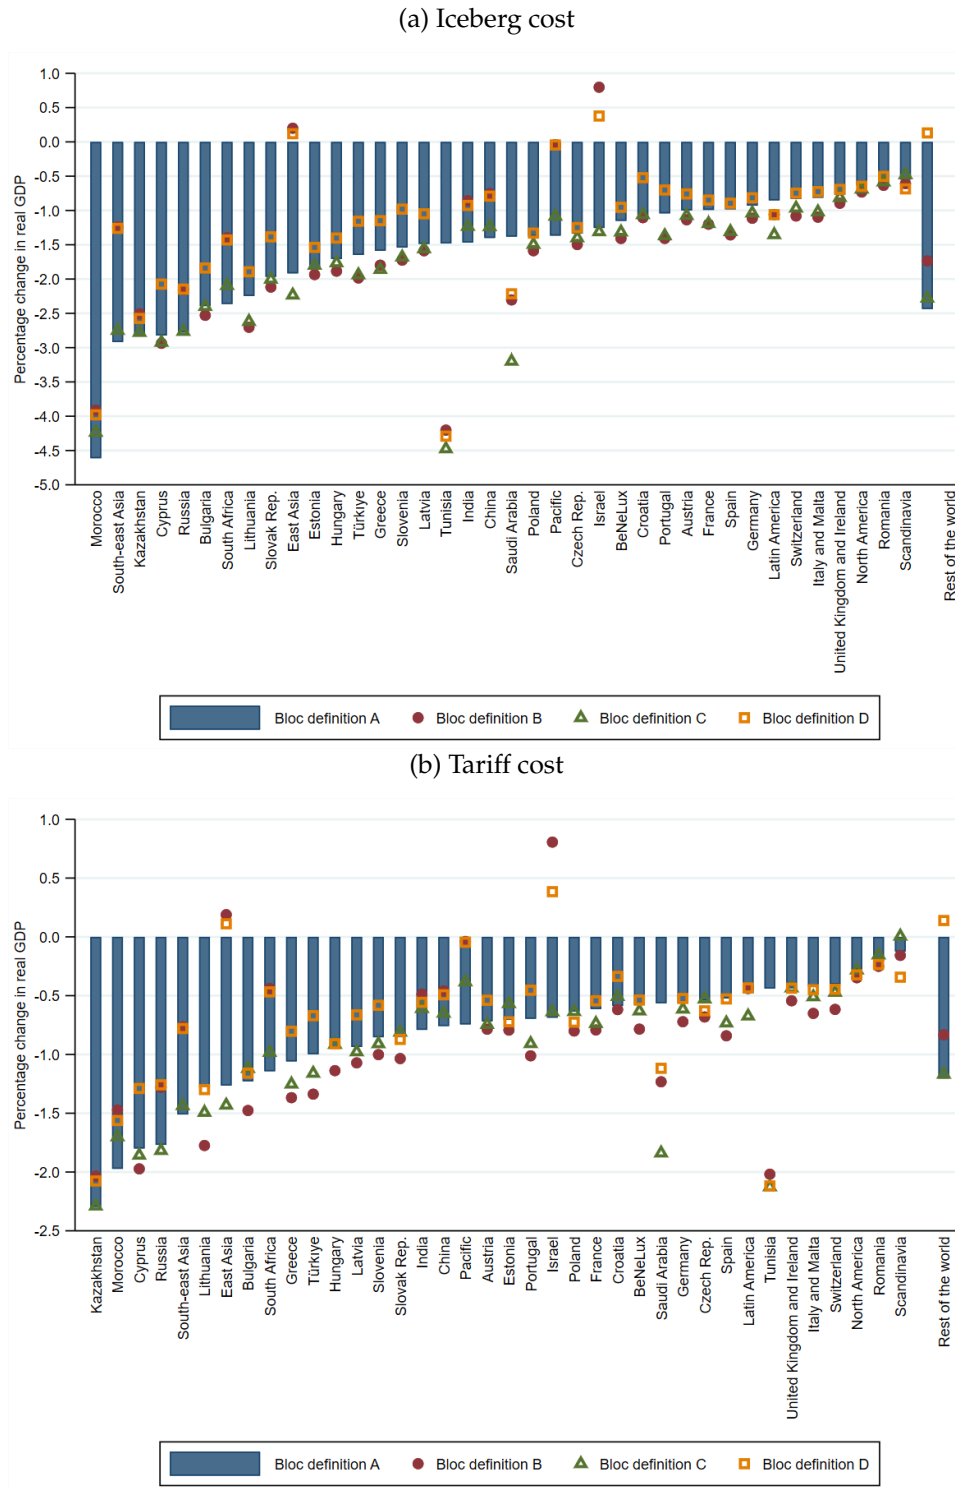 (a) Iceberg cost
Percentage change in real GDP
1.0
0.5
0.0
-0.5
-1.0
-1.5
-2.0
-2.5
-3.0
-3.5
-4.0
-4.5
-5.0
Morocco
South-east Asia
Kazakhstan
Cyprus
Russia
Bulgaria
South Africa
Lithuania
Slovak Rep.
East Asia
Estonia
Hungary
Türkiye
Greece
Slovenia
Latvia
Tunisia
India
China
Saudi Arabia
Poland
Pacific
Czech Rep.
Israel
BeNeLux
Croatia
Portugal
Austria
France
Spain
Germany
Latin America
Switzerland
Italy and Malta
United Kingdom and Ireland
North America
Romania
Scandinavia
Rest of the world
Bloc definition A
Bloc definition B
Bloc definition C
Bloc definition D
(b) Tariff cost
Percentage change in real GDP
1.0
0.5
0.0
-0.5
-1.0
-1.5
-2.0
-2.5
Kazakhstan
Morocco
Cyprus
Russia
South-east Asia
Lithuania
East Asia
Bulgaria
South Africa
Greece
Türkiye
Hungary
Latvia
Slovenia
Slovak Rep.
India
China
Pacific
Austria
Estonia
Portugal
Israel
Poland
France
Croatia
BeNeLux
Saudi Arabia
Germany
Czech Rep.
Spain
Latin America
Tunisia
United Kingdom and Ireland
Italy and Malta
Switzerland
North America
Romania
Scandinavia
Rest of the world
Bloc definition A
Bloc definition B
Bloc definition C
Bloc definition D